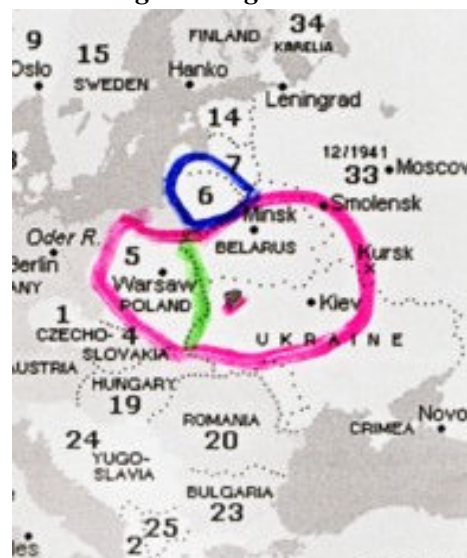 34
9
FINLAND
KARELIA
Oslo
15
SWEDEN
Hanko
Leningrad
14
7
12/1941
33
Moscow
6
Minsk
Smolensk
BELARUS
Oder R.
Berlin
5
Warsaw
POLAND
Kursk
Kiev
1
CZECHO-
4
SLOVAKIA
UKRAINE
AUSTRIA
HUNGARY
19
ROMANIA
20
CRIMEA
Novo
24
YUGO-
SLAVIA
BULGARIA
23
25
2